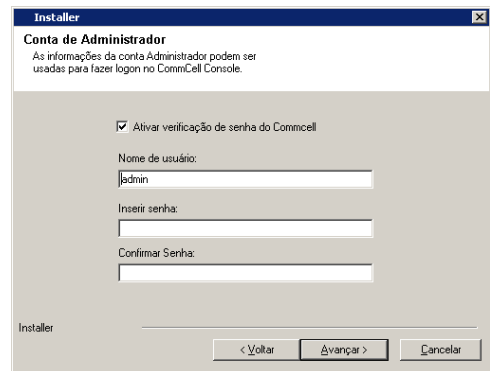 Installer
Conta de Administrador
As informações da conta Administrador podem ser
usadas para fazer logon no CommCell Console.
Ativar verificação de senha do Commcell
Nome de usuário:
admin
Inserir senha:
Confirmar Senha:
Installer
< Voltar
Avançar >
Cancelar